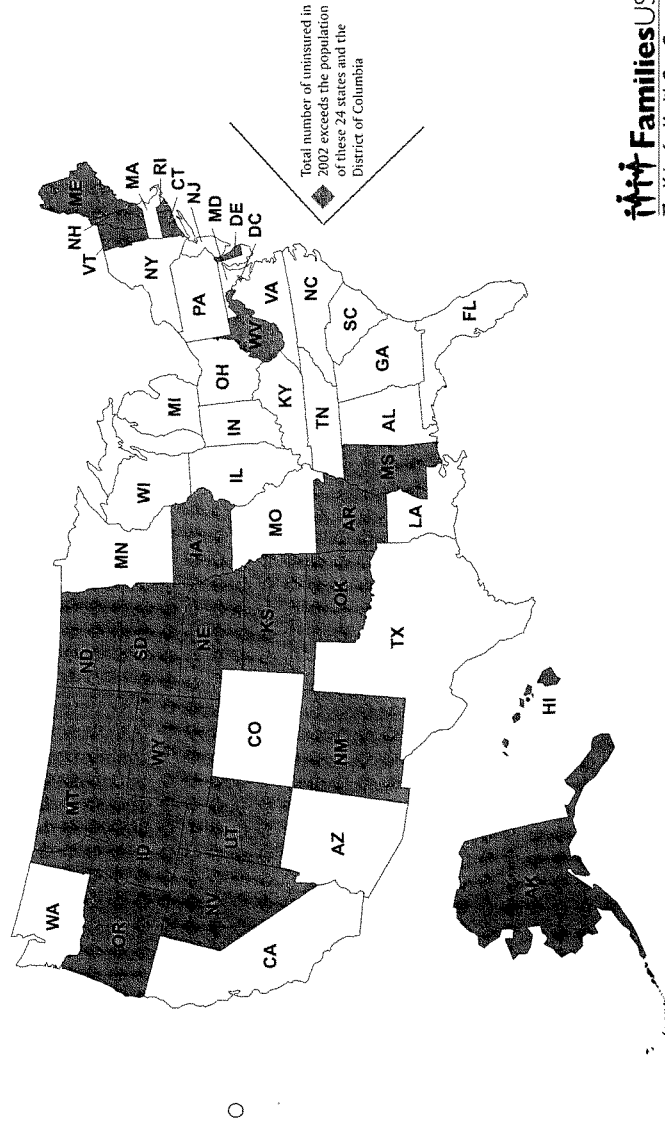 WA
OR
CA
NV
ID
MT
WY
UT
AZ
CO
NM
ND
SD
NE
KS
OK
TX
MN
IA
MO
AR
LA
WI
IL
MS
MI
IN
KY
TN
AL
OH
WV
GA
FL
SC
NC
VA
PA
NY
VT
NH
ME
MA
RI
CT
NJ
MD
DE
DC
AK
HI
Total number of uninsured in
2002 exceeds the population
of these 24 states and the
District of Columbia
FamiliesUS